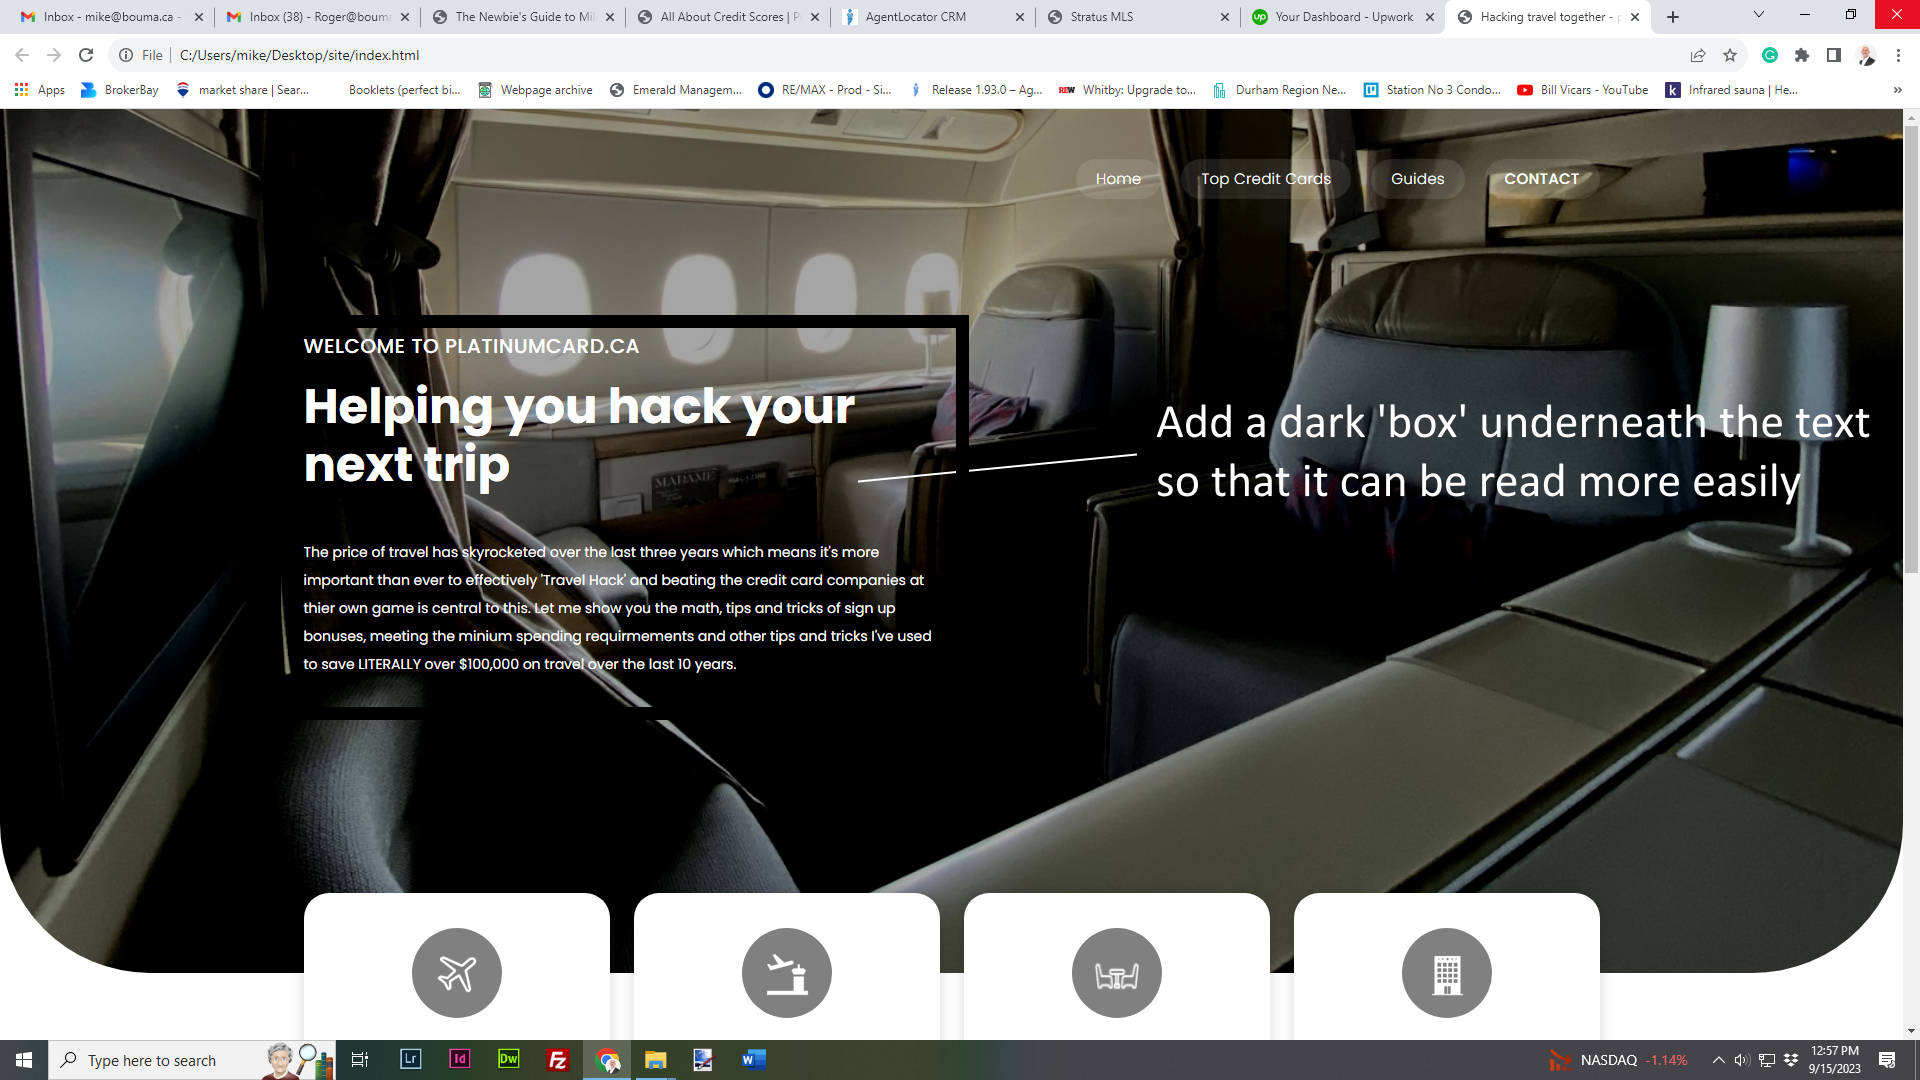 Inbox - mike@bouma.ca -
Inbox (38) - Roger@bouma
The Newbie's Guide to Mil
All About Credit Scores | P
AgentLocator CRM
Stratus MLS
Your Dashboard - Upwork
Hacking travel together - p
File
C:/Users/mike/Desktop/site/index.html
Apps
BrokerBay
market share | Sear...
Booklets (perfect bi...
Webpage archive
Emerald Managem...
RE/MAX - Prod - Si...
Release 1.93.0 – Ag...
REW
Whitby: Upgrade to...
Durham Region Ne...
Station No 3 Condo...
Bill Vicars - YouTube
k
Infrared sauna | He...
»
Home
Top Credit Cards
Guides
CONTACT
WELCOME TO PLATINUMCARD.CA
Helping you hack your
next trip
MADAME
MAGAZINE
Add a dark 'box' underneath the text
so that it can be read more easily
The price of travel has skyrocketed over the last three years which means it's more
important than ever to effectively 'Travel Hack' and beating the credit card companies at
thier own game is central to this. Let me show you the math, tips and tricks of sign up
bonuses, meeting the minium spending requirmements and other tips and tricks I've used
to save LITERALLY over $100,000 on travel over the last 10 years.
Type here to search
Lr
Id
Dw
Fz
W
NASDAQ -1.14%
12:57 PM
9/15/2023